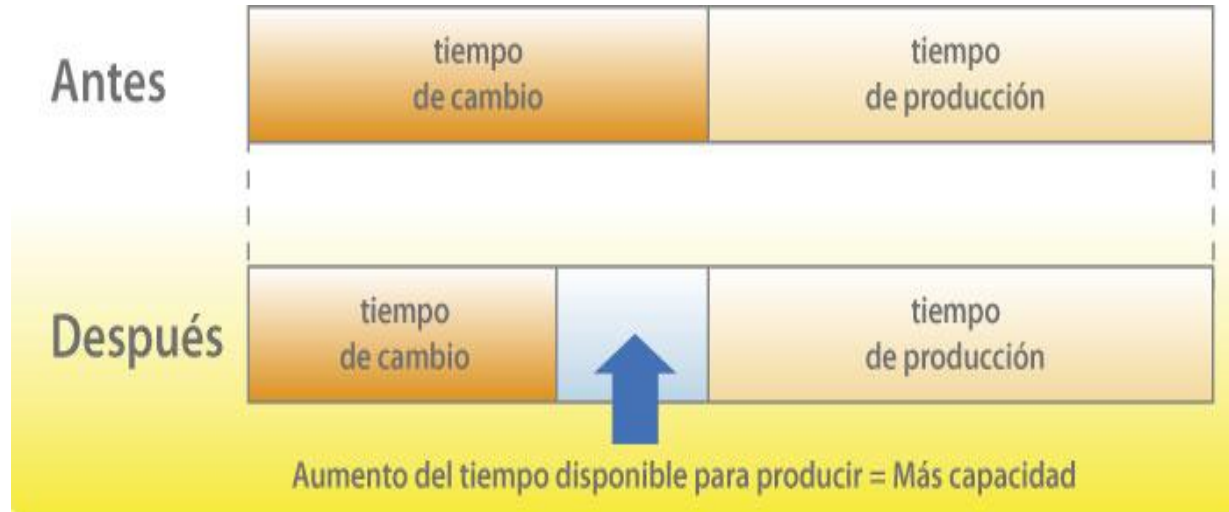 Antes
tiempo
de cambio
tiempo
de producción
Después
tiempo
de cambio
tiempo
de producción
Aumento del tiempo disponible para producir = Más capacidad